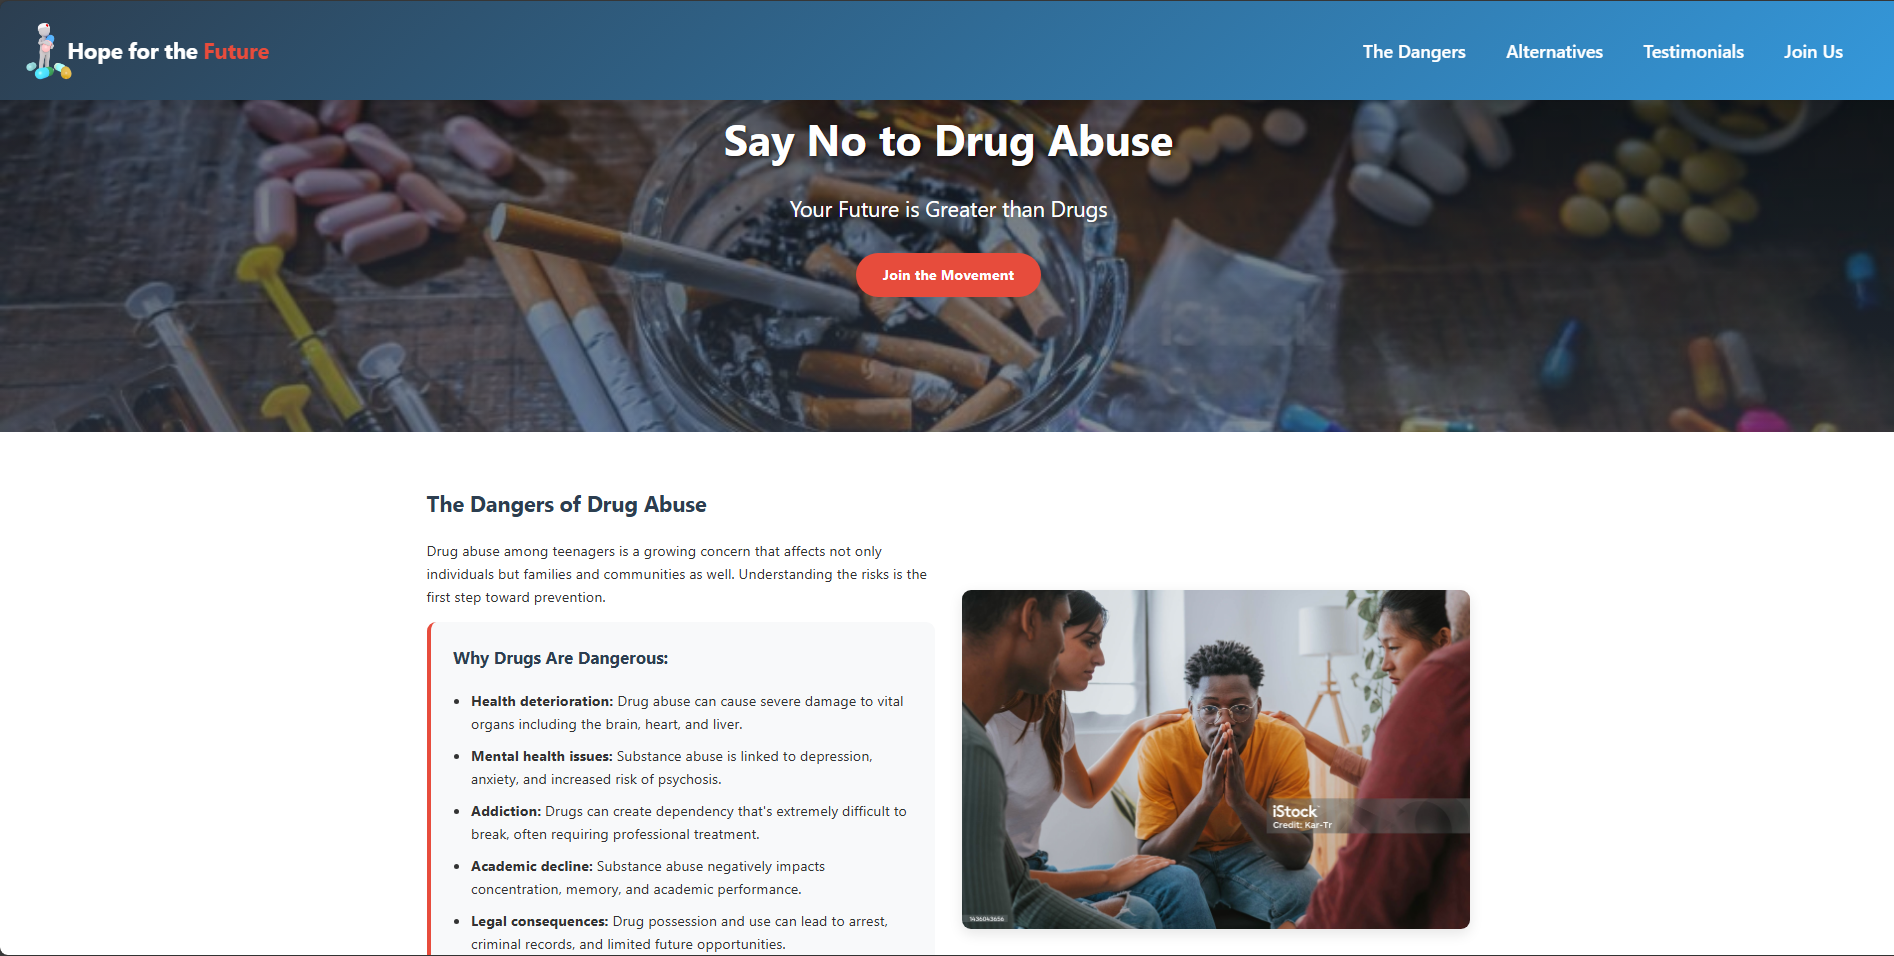 Hope for the Future
The Dangers
Alternatives
Testimonials
Join Us
Say No to Drug Abuse
Your Future is Greater than Drugs
Join the Movement
The Dangers of Drug Abuse
Drug abuse among teenagers is a growing concern that affects not only
individuals but families and communities as well. Understanding the risks is the
first step toward prevention.
Why Drugs Are Dangerous:
• Health deterioration: Drug abuse can cause severe damage to vital
organs including the brain, heart, and liver.
• Mental health issues: Substance abuse is linked to depression,
anxiety, and increased risk of psychosis.
• Addiction: Drugs can create dependency that's extremely difficult to
break, often requiring professional treatment.
• Academic decline: Substance abuse negatively impacts
concentration, memory, and academic performance.
• Legal consequences: Drug possession and use can lead to arrest,
criminal records, and limited future opportunities.
iStock
Credit: Kar-Tr
1436043656